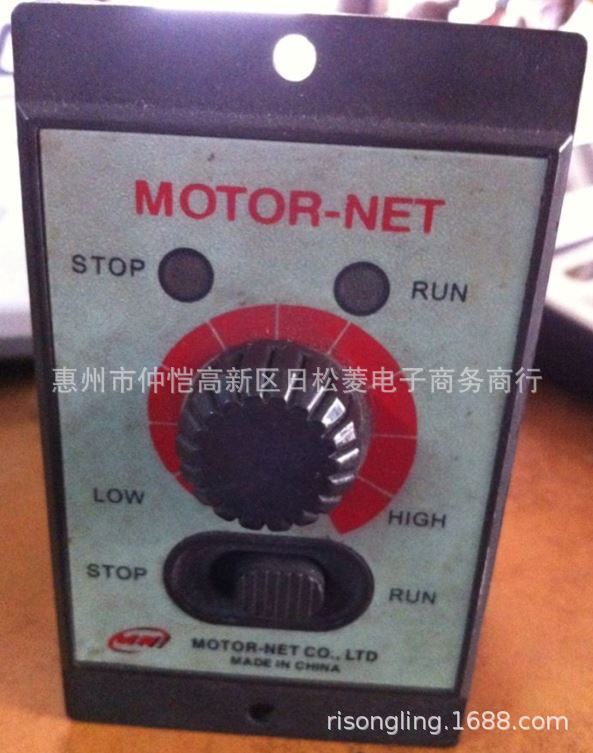 MOTOR-NET
STOP RUN
惠州市仲恺高新区日松菱电子商务商行
LOW HIGH
STOP RUN
MNI
MOTOR-NET CO., LTD
MADE IN CHINA
risongling.1688.com